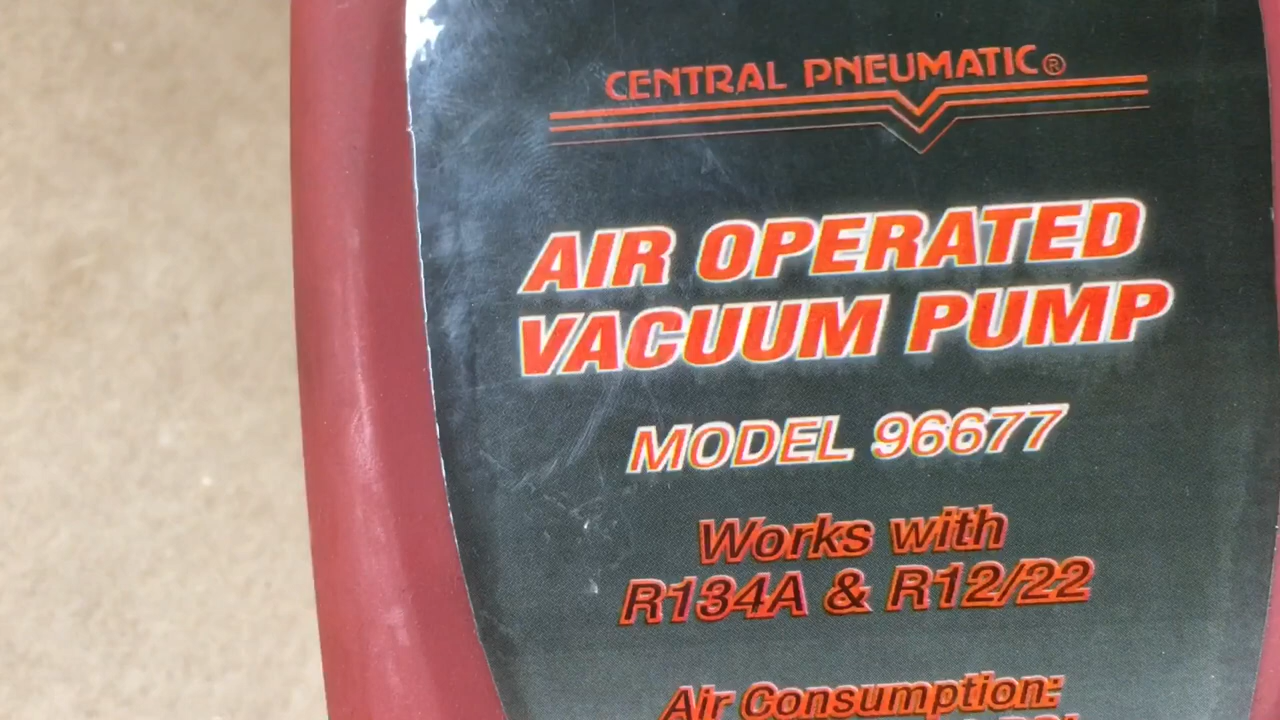 CENTRAL PNEUMATIC®
AIR OPERATED
VACUUM PUMP
MODEL 96677
Works with
R134A & R12/22
Air Consumption: